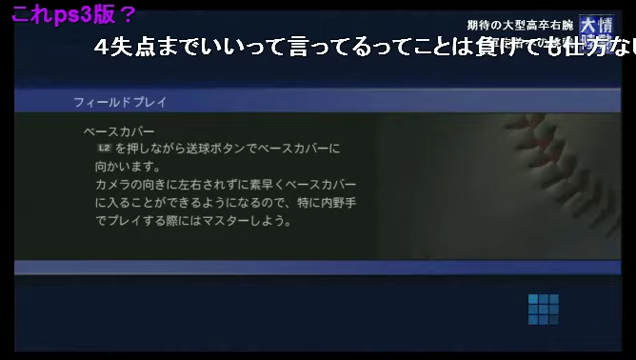 これps3版？
期待の大型高卒右腕
4失点までいいって言ってるってことは負けでも仕方ない
フィールドプレイ
ベースカバー
L2を押しながら送球ボタンでベースカバーに
向かいます。
カメラの向きに左右されずに素早くベースカバー
に入ることができるようになるので、特に内野手
でプレイする際にはマスターしよう。